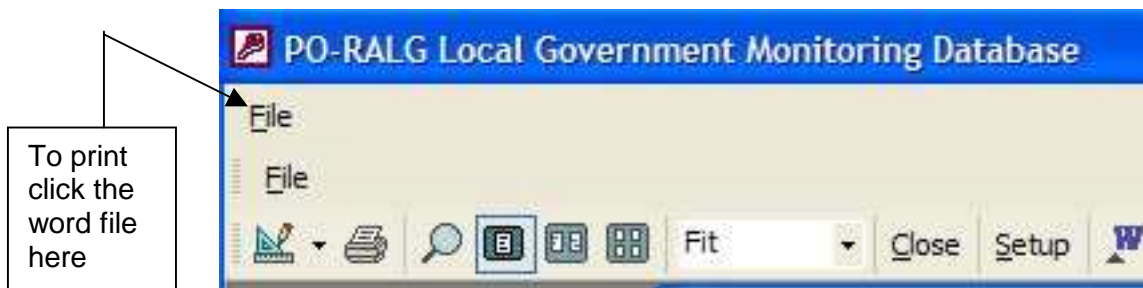 PO-RALG Local Government Monitoring Database
File
To print
click the
word file
here
File
Fit Close Setup W